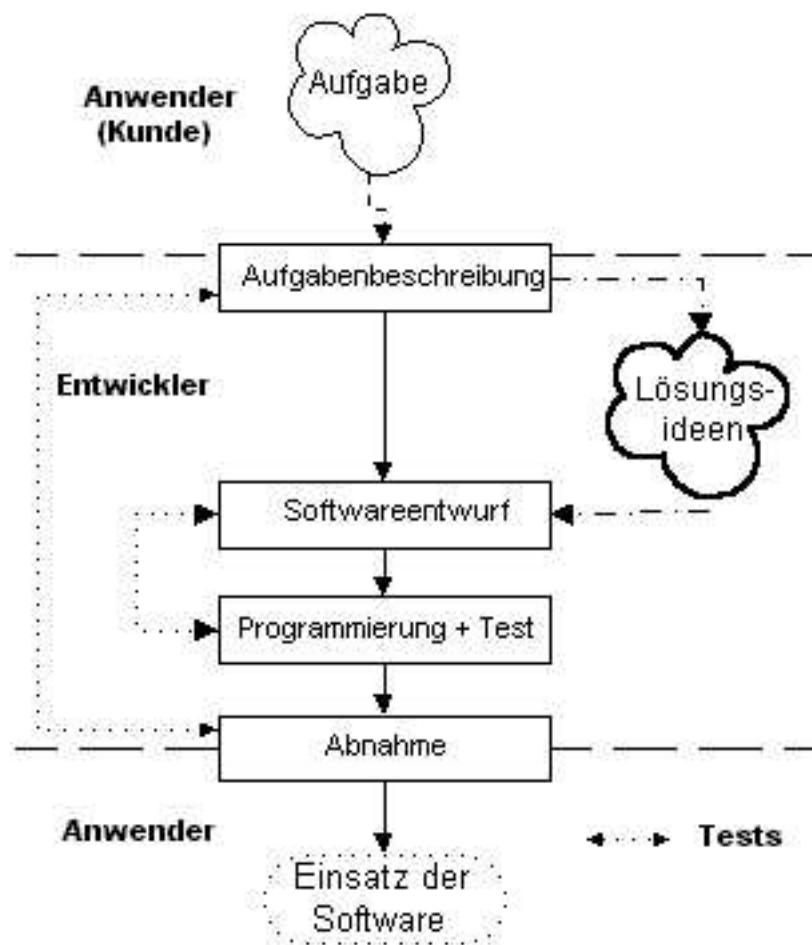 Aufgabe
Anwender
(Kunde)
Aufgabenbeschreibung
Entwickler
Lösungs-
ideen
Softwareentwurf
Programmierung + Test
Abnahme
Anwender
Tests
Einsatz der
Software